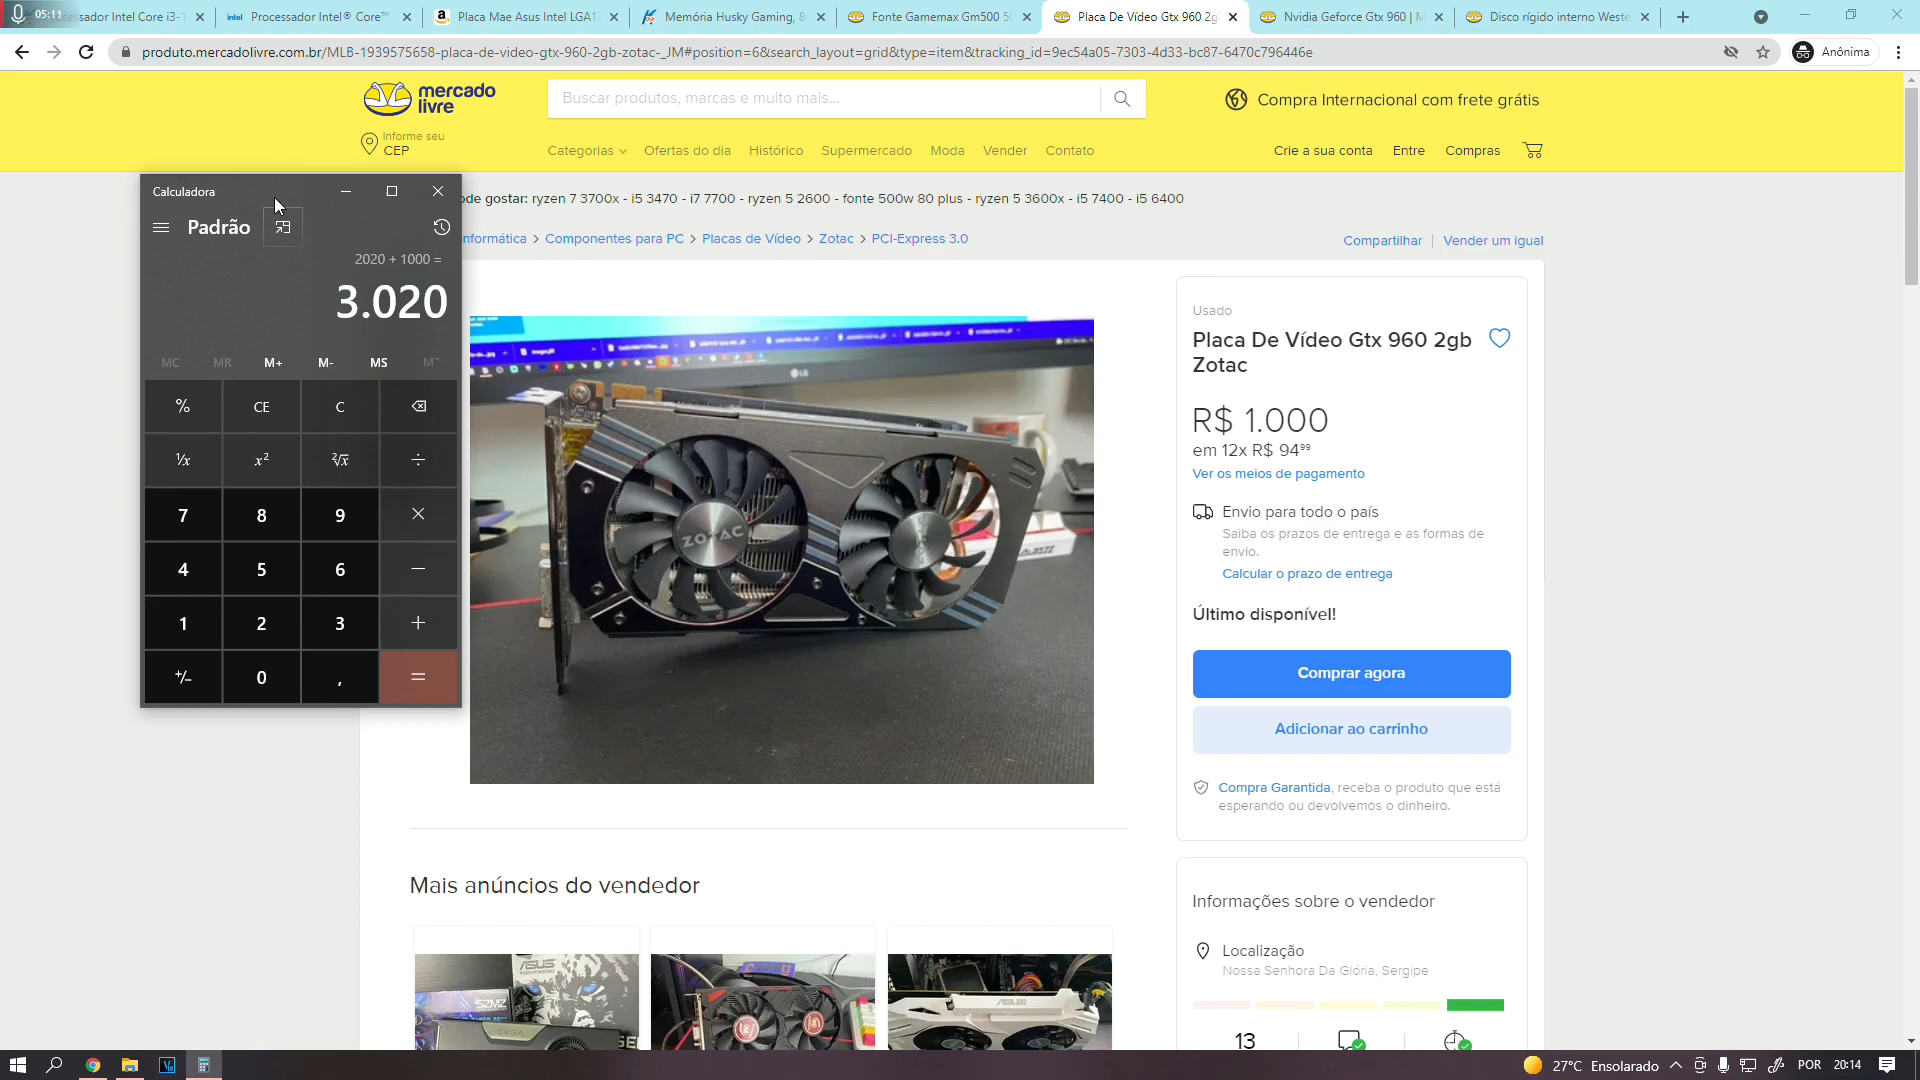 05:11
ssador Intel Core i3-1
intel Processador Intel® Core™
Placa Mae Asus Intel LGA12
Memória Husky Gaming, 8
Fonte Gamemax Gm500 50
Placa De Vídeo Gtx 960 2g
Nvidia Geforce Gtx 960 | M
Disco rígido interno Weste
produto.mercadolivre.com.br/MLB-1939575658-placa-de-video-gtx-960-2gb-zotac-_JM#position=6&search_layout=grid&type=item&tracking_id=9ec54a05-7303-4d33-bc87-6470c796446e
Anônima
mercado
livre
Buscar produtos, marcas e muito mais...
Compra Internacional com frete grátis
Informe seu
CEP
Categorias
Ofertas do dia
Histórico
Supermercado
Moda
Vender
Contato
Crie a sua conta
Entre
Compras
ode gostar: ryzen 7 3700x - i5 3470 - i7 7700 - ryzen 5 2600 - fonte 500w 80 plus - ryzen 5 3600x - i5 7400 - i5 6400
nformática > Componentes para PC > Placas de Vídeo > Zotac > PCI-Express 3.0
Compartilhar
Vender um igual
Calculadora
Padrão
2020 + 1000 =
3.020
MC MR M+ M- MS M˅
% CE C
¹/x x² ²√x ÷
7 8 9 ×
4 5 6 −
1 2 3 +
+/− 0 , =
LG
ZOTAC
Usado
Placa De Vídeo Gtx 960 2gb
Zotac
R$ 1.000
em 12x R$ 94⁹⁹
Ver os meios de pagamento
Envio para todo o país
Saiba os prazos de entrega e as formas de
envio.
Calcular o prazo de entrega
Último disponível!
Comprar agora
Adicionar ao carrinho
Compra Garantida, receba o produto que está
esperando ou devolvemos o dinheiro.
Mais anúncios do vendedor
ASUS
EVGA
ASUS
Informações sobre o vendedor
Localização
Nossa Senhora Da Glória, Sergipe
13
27°C Ensolarado
POR
20:14